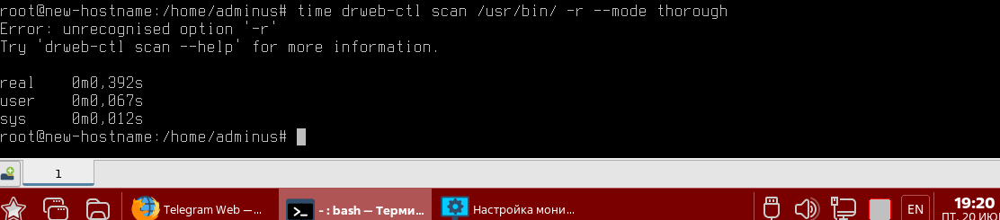 root@new-hostname:/home/adminus# time drweb-ctl scan /usr/bin/ -r --mode thorough
Error: unrecognised option '-r'
Try 'drweb-ctl scan --help' for more information.
real 0m0,392s
user 0m0,067s
sys 0m0,012s
root@new-hostname:/home/adminus#
1
Telegram Web —...
- : bash — Терми...
Настройка мони...
EN
19:20
ПТ, 20 ИЮ